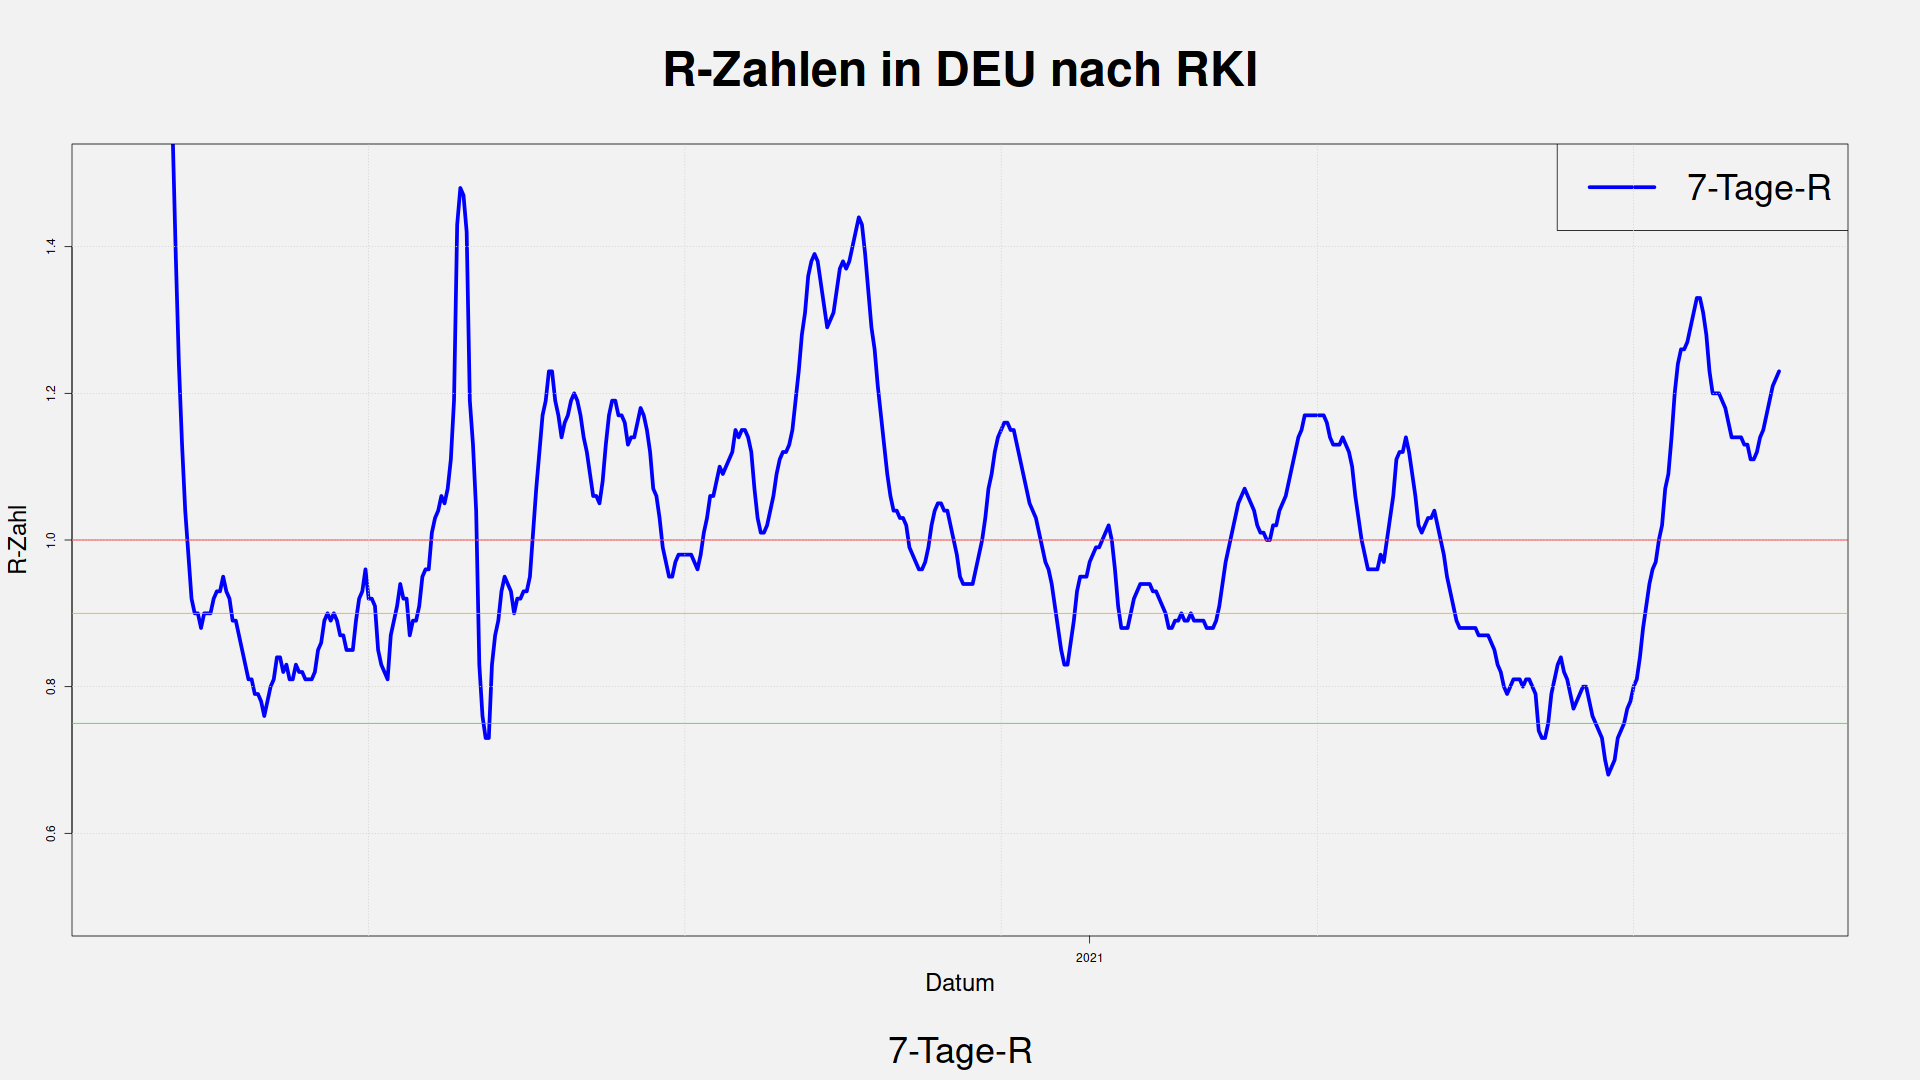 R-Zahlen in DEU nach RKI
7-Tage-R
R-Zahl
1.4
1.2
1.0
0.8
0.6
2021
Datum
7-Tage-R